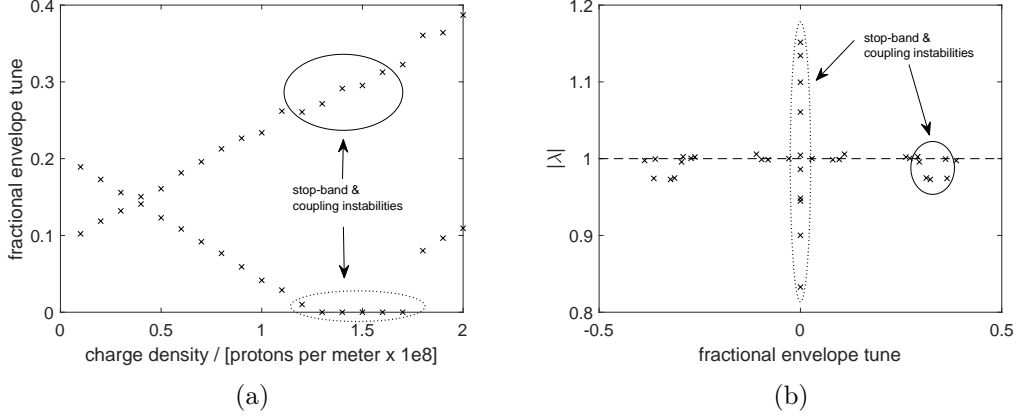 0.4
0.3
0.2
0.1
0
fractional envelope tune
0 0.5 1 1.5 2
charge density / [protons per meter x 1e8]
stop-band &
coupling instabilities
(a)
1.2
1.1
1
0.9
0.8
|λ|
-0.5 0 0.5
fractional envelope tune
stop-band &
coupling instabilities
(b)